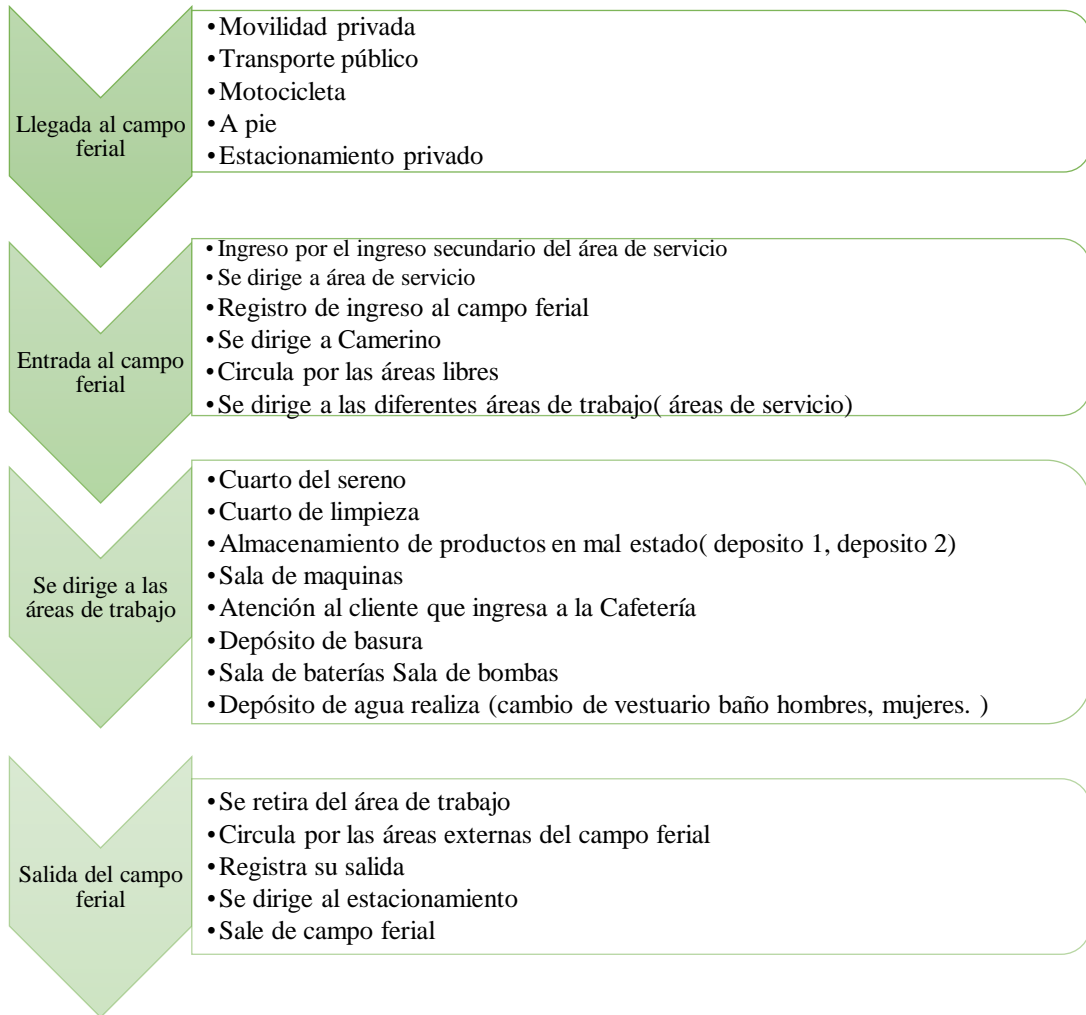 Llegada al campo
ferial
•Movilidad privada
•Transporte público
•Motocicleta
•A pie
•Estacionamiento privado
Entrada al campo
ferial
•Ingreso por el ingreso secundario del área de servicio
•Se dirige a área de servicio
•Registro de ingreso al campo ferial
•Se dirige a Camerino
•Circula por las áreas libres
•Se dirige a las diferentes áreas de trabajo( áreas de servicio)
Se dirige a las
áreas de trabajo
•Cuarto del sereno
•Cuarto de limpieza
•Almacenamiento de productos en mal estado( deposito 1, deposito 2)
•Sala de maquinas
•Atención al cliente que ingresa a la Cafetería
•Depósito de basura
•Sala de baterías Sala de bombas
•Depósito de agua realiza (cambio de vestuario baño hombres, mujeres. )
Salida del campo
ferial
•Se retira del área de trabajo
•Circula por las áreas externas del campo ferial
•Registra su salida
•Se dirige al estacionamiento
•Sale de campo ferial